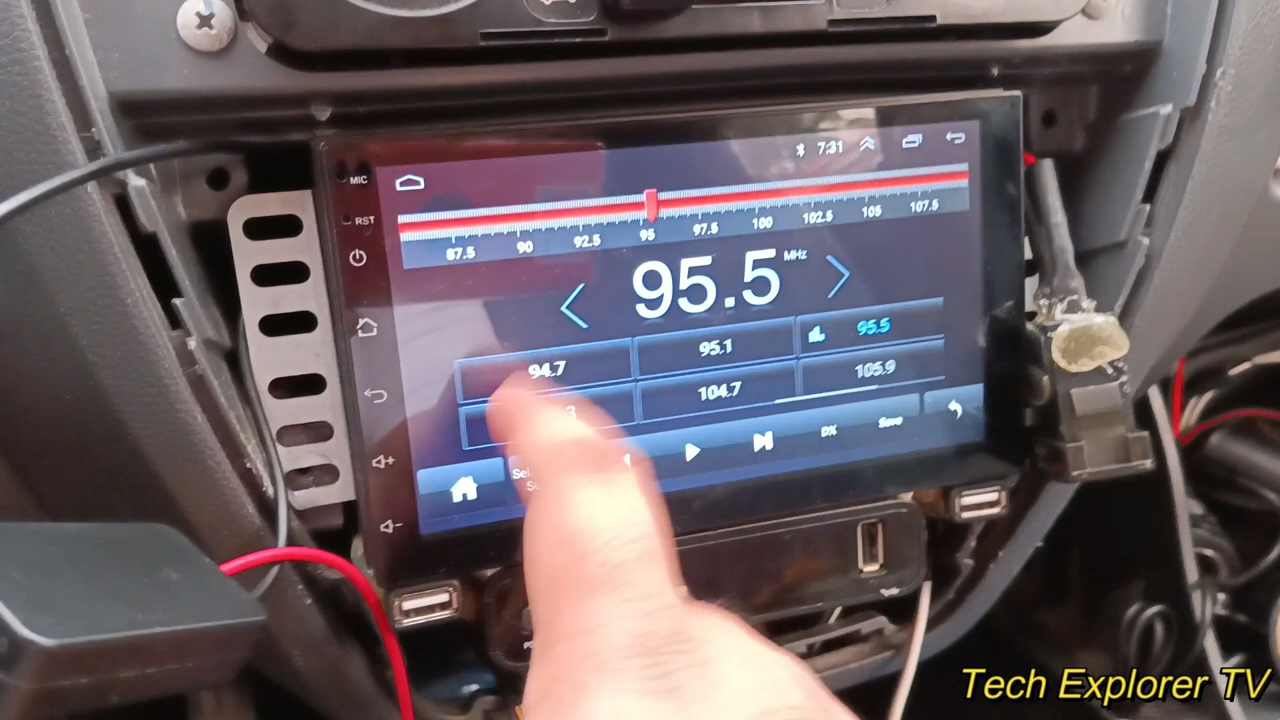 7:31
MIC
RST
87.5 90 92.5 95 97.5 100 102.5 105 107.5
95.5 MHz
94.7 95.1 95.5
3 104.7 105.9
DX Save
Tech Explorer TV